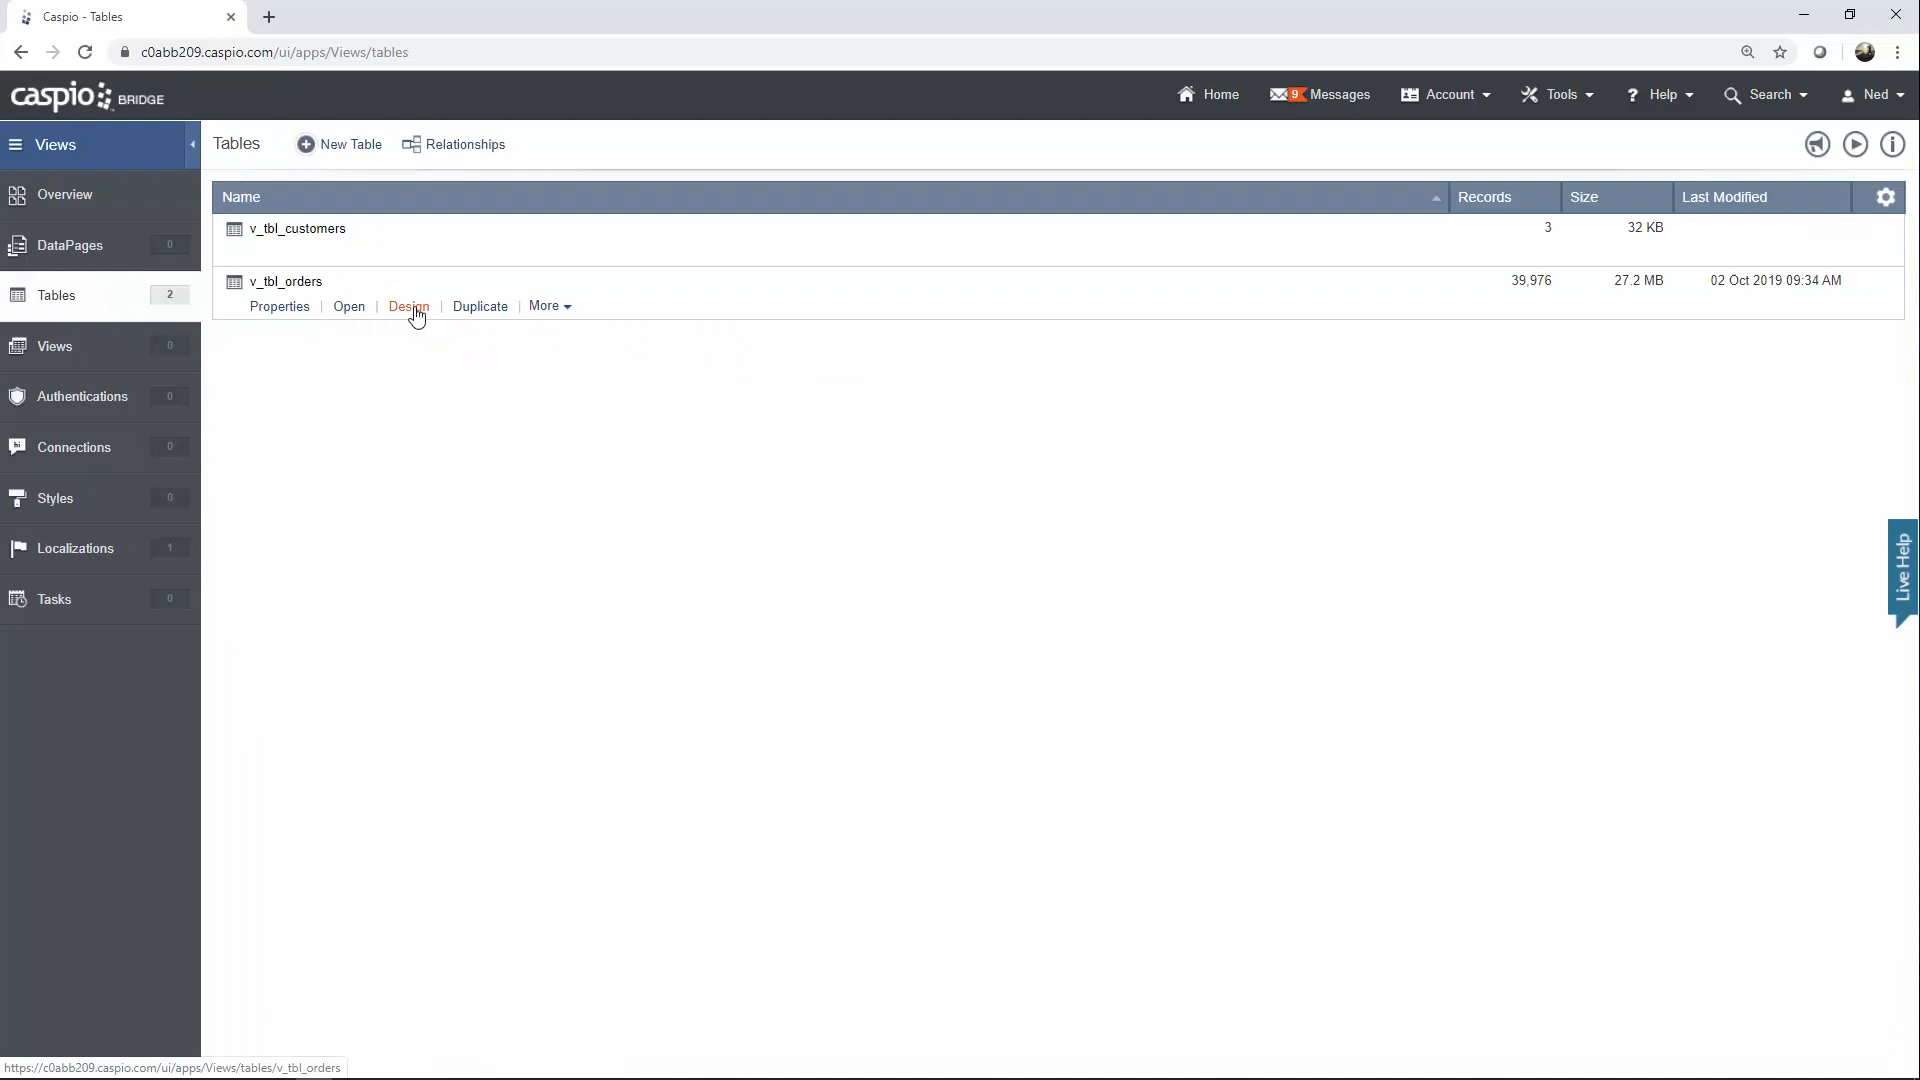 Caspio - Tables
c0abb209.caspio.com/ui/apps/Views/tables
caspio BRIDGE
Home
9 Messages
Account
Tools
? Help
Search
Ned
Views
Tables
New Table
Relationships
Overview
DataPages 0
Tables 2
Views 0
Authentications 0
Connections 0
Styles 0
Localizations 1
Tasks 0
Name Records Size Last Modified
v_tbl_customers 3 32 KB
v_tbl_orders 39,976 27.2 MB 02 Oct 2019 09:34 AM
Properties | Open | Design | Duplicate | More
Live Help
https://c0abb209.caspio.com/ui/apps/Views/tables/v_tbl_orders